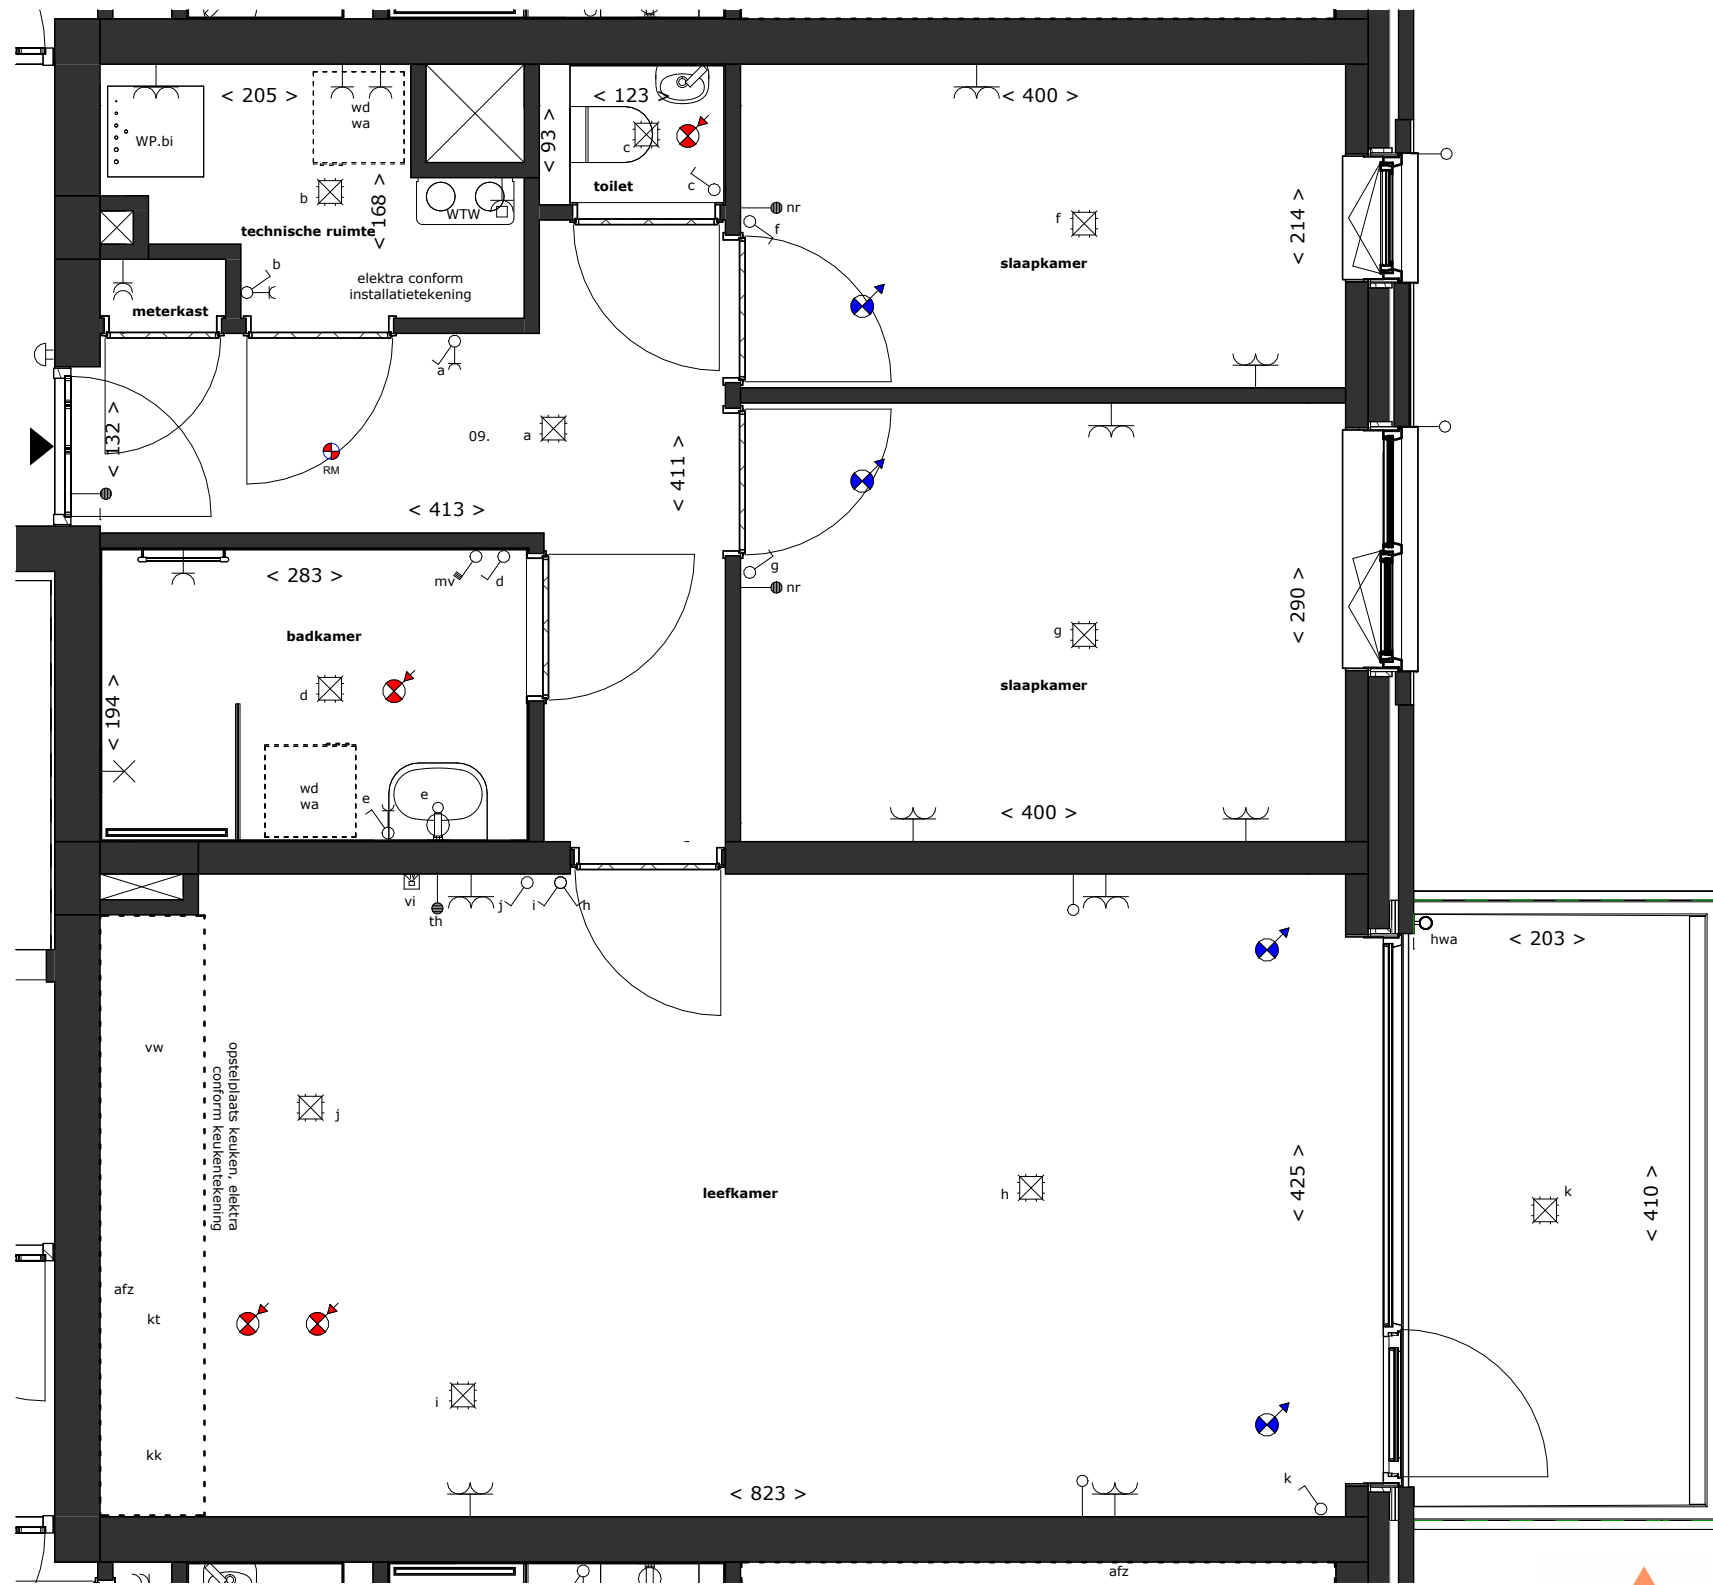 < 205 >
wd
wa
WP.bi
b
< 168 >
WTW
technische ruimte
elektra conform
installatietekening
b
meterkast
< 93 >
< 123 >
c
toilet
c
nr
f
< 400 >
f
slaapkamer
< 214 >
a
< 132 >
09.
a
RM
< 411 >
< 413 >
g
nr
g
slaapkamer
< 290 >
< 400 >
< 283 >
mv
d
badkamer
d
< 194 >
wd
wa
e
e
vi
th
j
i
h
hwa
< 203 >
vw
opstelplaats keuken, elektra
conform keukentekening
j
leefkamer
h
< 425 >
k
< 410 >
afz
kt
i
kk
< 823 >
k
afz